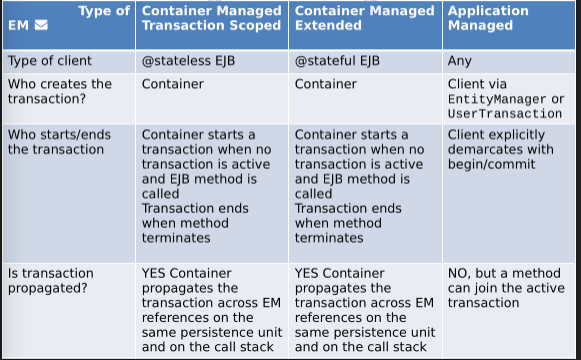 Type of
EM ✉
Container Managed
Transaction Scoped
Container Managed
Extended
Application
Managed
Type of client
@stateless EJB
@stateful EJB
Any
Who creates the
transaction?
Container
Container
Client via
EntityManager or
UserTransaction
Who starts/ends
the transaction
Container starts a
transaction when no
transaction is active
and EJB method is
called
Transaction ends
when method
terminates
Container starts a
transaction when no
transaction is active
and EJB method is
called
Transaction ends
when method
terminates
Client explicitly
demarcates with
begin/commit
Is transaction
propagated?
YES Container
propagates the
transaction across EM
references on the
same persistence unit
and on the call stack
YES Container
propagates the
transaction across EM
references on the
same persistence unit
and on the call stack
NO, but a method
can join the active
transaction